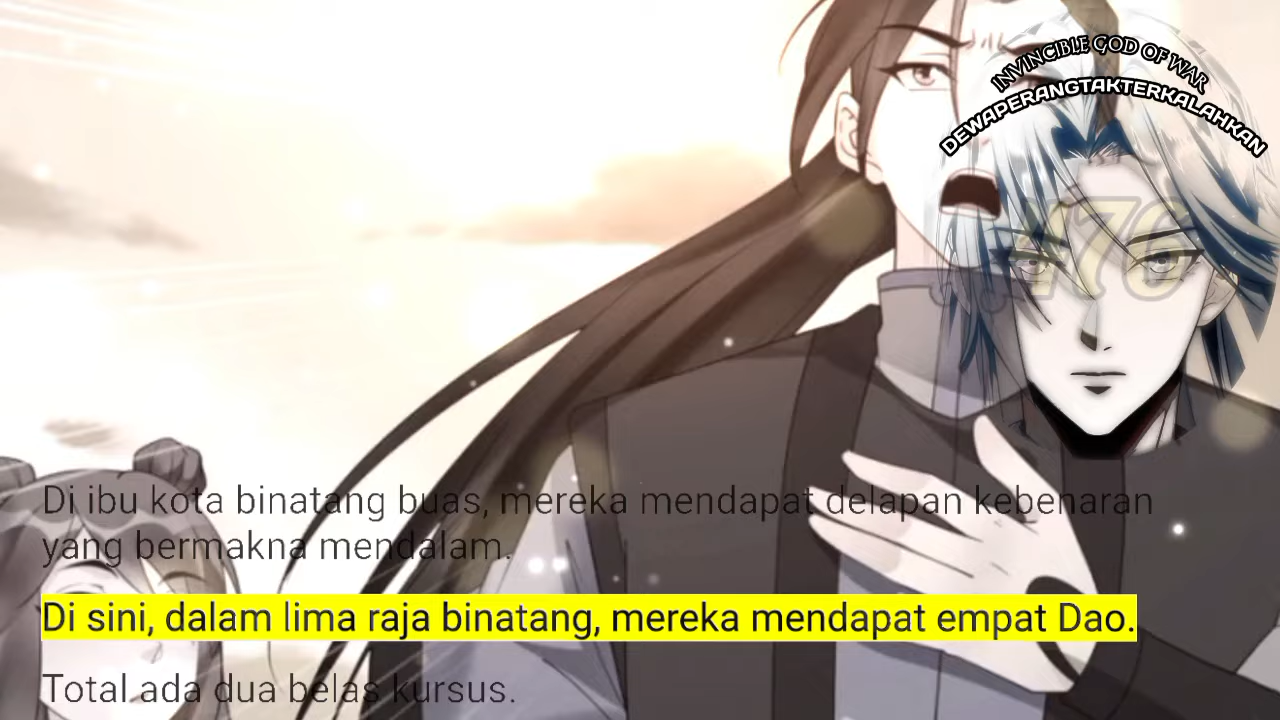 INVINCIBLE GOD OF WAR
DEWAPERANGTAKTERKALAHKAN
176
Di ibu kota binatang buas, mereka mendapat delapan kebenaran
yang bermakna mendalam.
Di sini, dalam lima raja binatang, mereka mendapat empat Dao.
Total ada dua belas kursus.